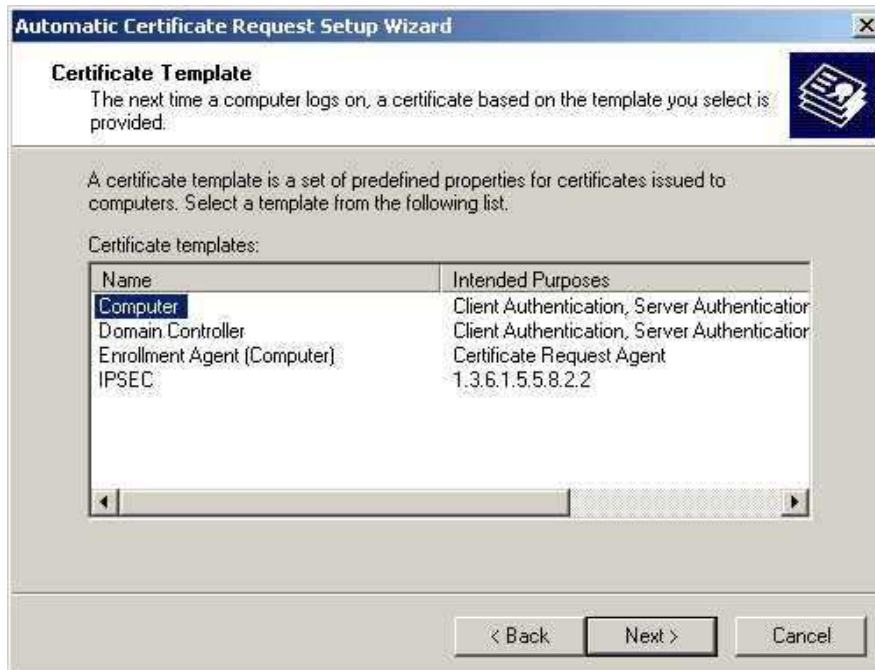 Automatic Certificate Request Setup Wizard
Certificate Template
The next time a computer logs on, a certificate based on the template you select is
provided.
A certificate template is a set of predefined properties for certificates issued to
computers. Select a template from the following list.
Certificate templates:
Name Intended Purposes
Computer Client Authentication, Server Authentication
Domain Controller Client Authentication, Server Authentication
Enrollment Agent (Computer) Certificate Request Agent
IPSEC 1.3.6.1.5.5.8.2.2
< Back Next > Cancel